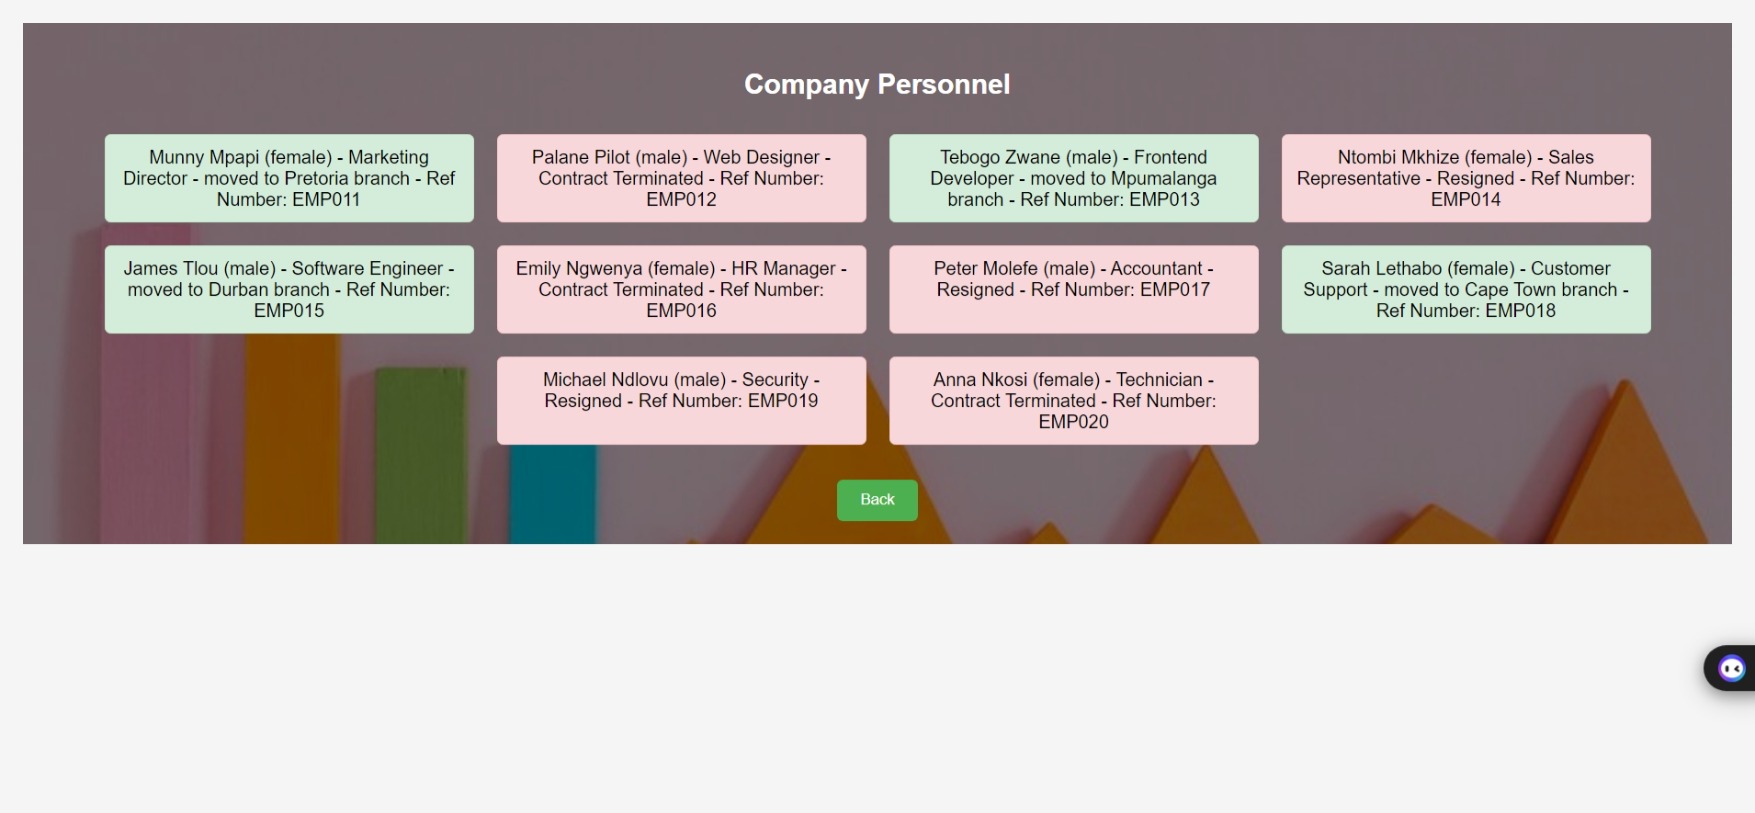 Company Personnel
Munny Mpapi (female) - Marketing
Director - moved to Pretoria branch - Ref
Number: EMP011
Palane Pilot (male) - Web Designer -
Contract Terminated - Ref Number:
EMP012
Tebogo Zwane (male) - Frontend
Developer - moved to Mpumalanga
branch - Ref Number: EMP013
Ntombi Mkhize (female) - Sales
Representative - Resigned - Ref Number:
EMP014
James Tlou (male) - Software Engineer -
moved to Durban branch - Ref Number:
EMP015
Emily Ngwenya (female) - HR Manager -
Contract Terminated - Ref Number:
EMP016
Peter Molefe (male) - Accountant -
Resigned - Ref Number: EMP017
Sarah Lethabo (female) - Customer
Support - moved to Cape Town branch -
Ref Number: EMP018
Michael Ndlovu (male) - Security -
Resigned - Ref Number: EMP019
Anna Nkosi (female) - Technician -
Contract Terminated - Ref Number:
EMP020
Back